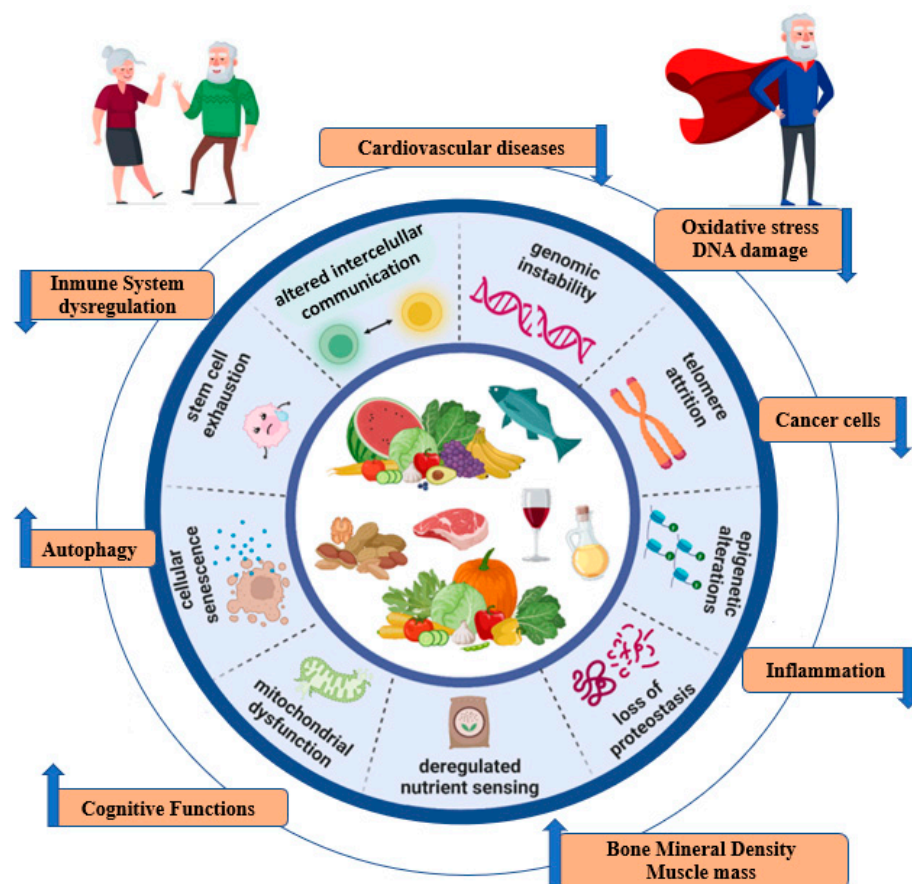 Cardiovascular diseases
Oxidative stress
DNA damage
Inmune System
dysregulation
altered intercelullar
communication
genomic
instability
stem cell
exhaustion
telomere
attrition
Cancer cells
Autophagy
cellular
senescence
epigenetic
alterations
Inflammation
mitochondrial
dysfunction
loss of
proteostasis
deregulated
nutrient sensing
Cognitive Functions
Bone Mineral Density
Muscle mass